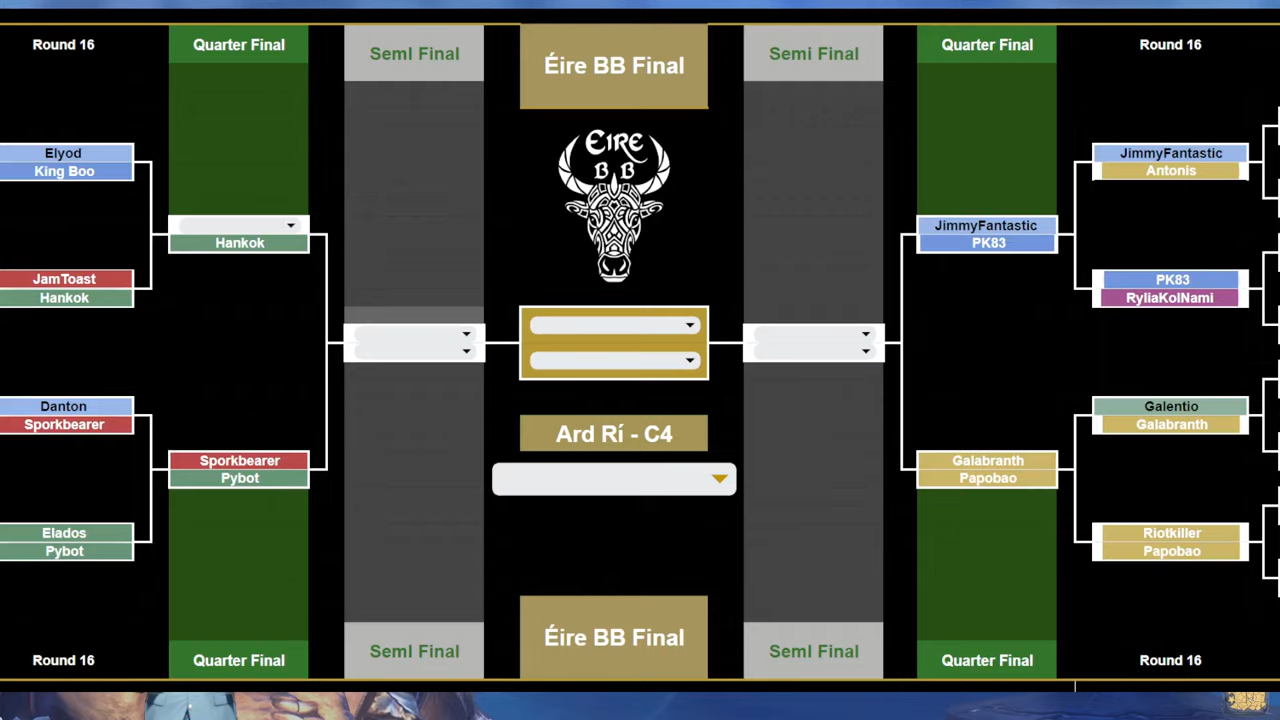 Round 16
Quarter Final
SemI Final
Éire BB Final
SemI Final
Quarter Final
Round 16
EIRE
B B
Elyod
King Boo
JamToast
Hankok
Danton
Sporkbearer
Elados
Pybot
Hankok
Sporkbearer
Pybot
Ard Rí - C4
JimmyFantastic
PK83
Galabranth
Papobao
JimmyFantastic
Antonis
PK83
RyliaKolNami
Galentio
Galabranth
Riotkiller
Papobao
Round 16
Quarter Final
SemI Final
Éire BB Final
SemI Final
Quarter Final
Round 16